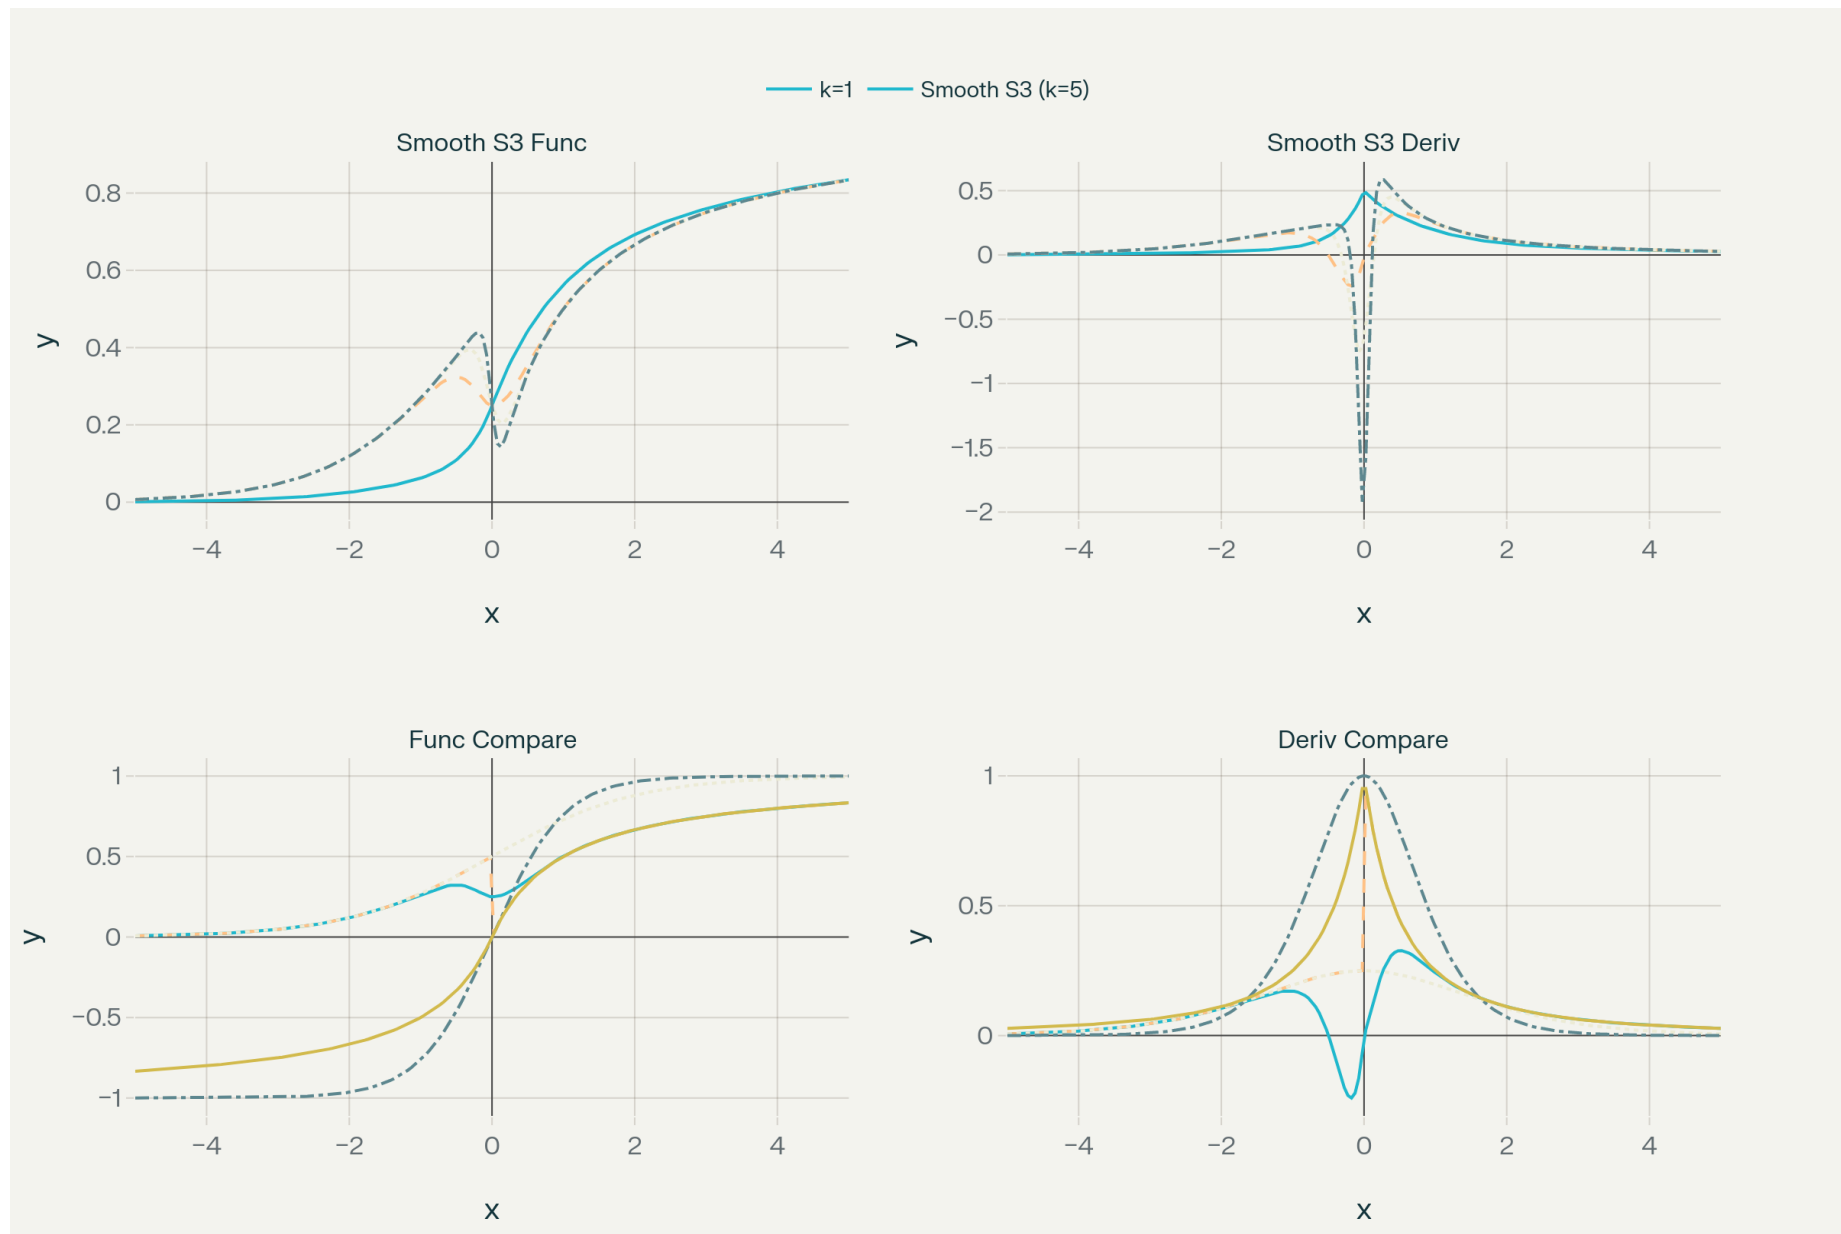 k=1 Smooth S3 (k=5)
Smooth S3 Func
0.8
0.6
0.4
0.2
0
y
−4 −2 0 2 4
x
Smooth S3 Deriv
0.5
0
−0.5
−1
−1.5
−2
y
−4 −2 0 2 4
x
Func Compare
1
0.5
0
−0.5
−1
y
−4 −2 0 2 4
x
Deriv Compare
1
0.5
0
y
−4 −2 0 2 4
x